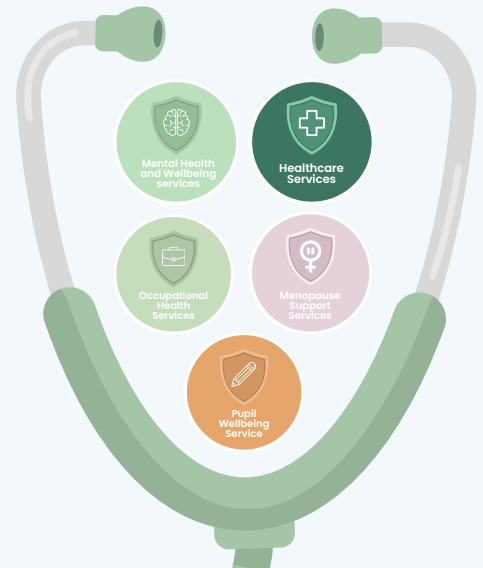 Mental Health
and Wellbeing
services
Healthcare
Services
Occupational
Health
Services
Menopause
Support
Services
Pupil
Wellbeing
Service